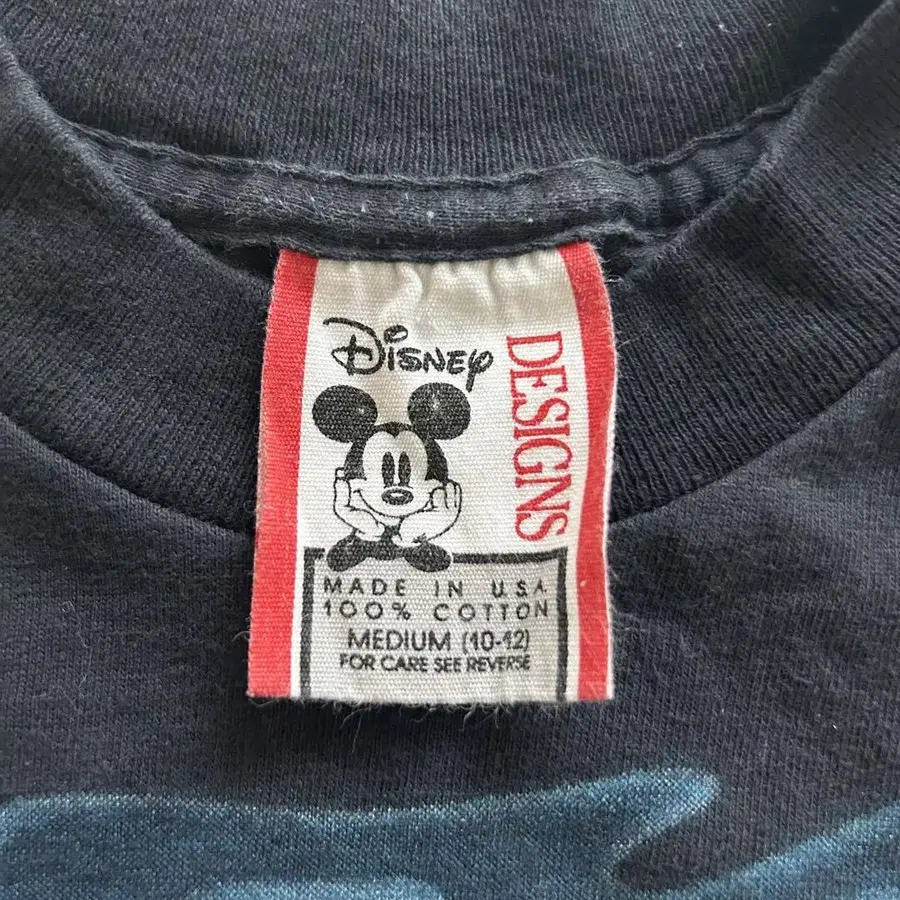 Disney
DESIGNS
MADE IN U.S.A.
100% COTTON
MEDIUM (10-12)
FOR CARE SEE REVERSE